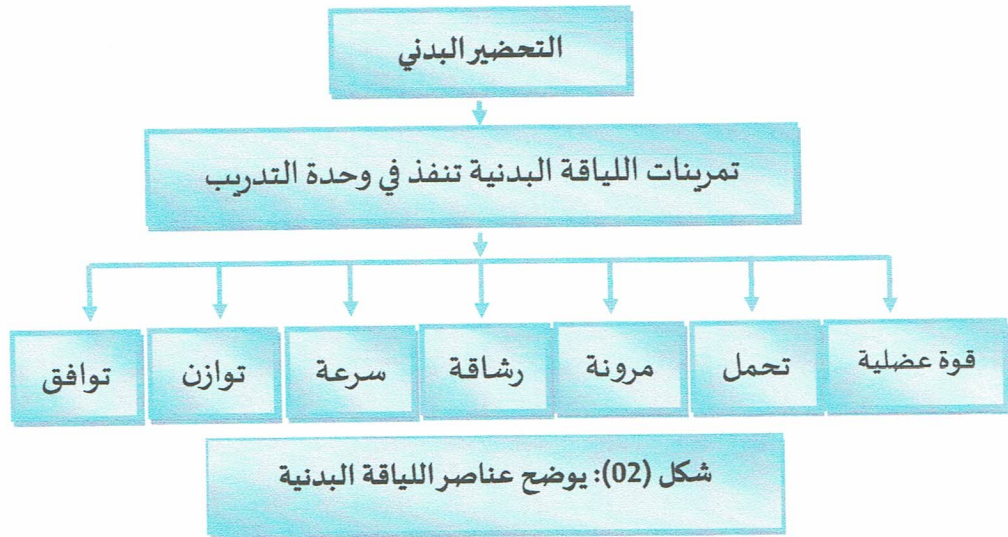 التحضير البدني
تمرينات اللياقة البدنية تنفذ في وحدة التدريب
قوة عضلية
تحمل
مرونة
رشاقة
سرعة
توازن
توافق
شكل (02): يوضح عناصر اللياقة البدنية